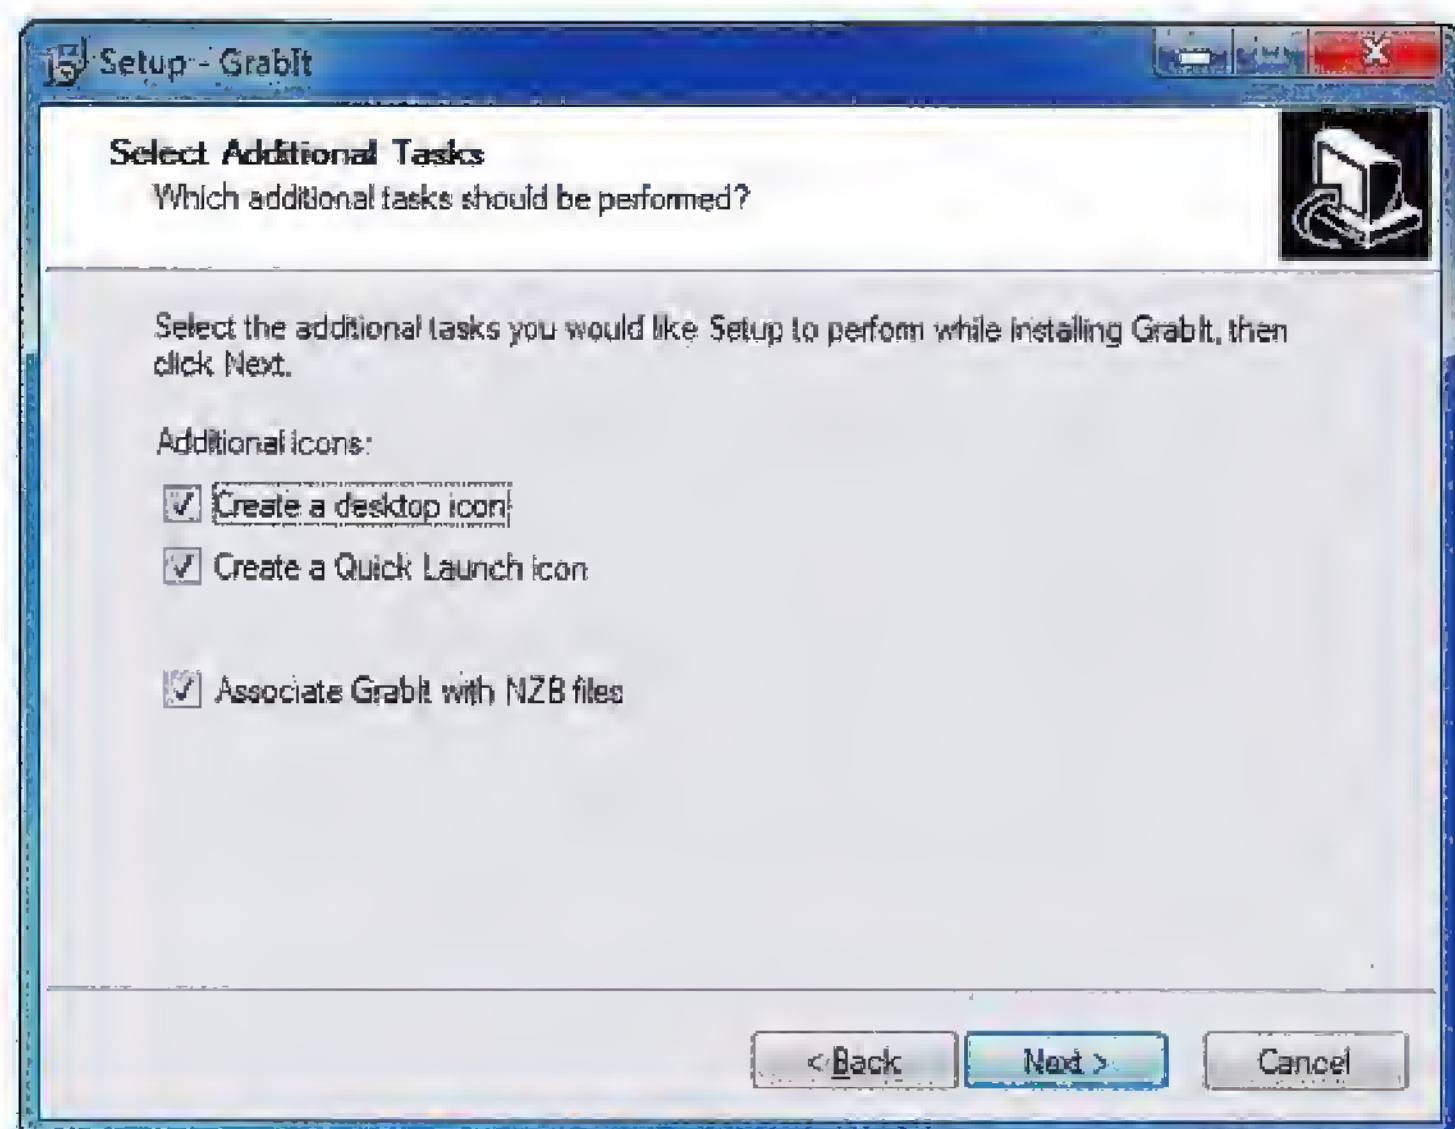 Setup - GrabIt
Select Additional Tasks
Which additional tasks should be performed?
Select the additional tasks you would like Setup to perform while installing GrabIt, then
click Next.
Additional icons:
Create a desktop icon
Create a Quick Launch icon
Associate GrabIt with NZB files
< Back
Next >
Cancel